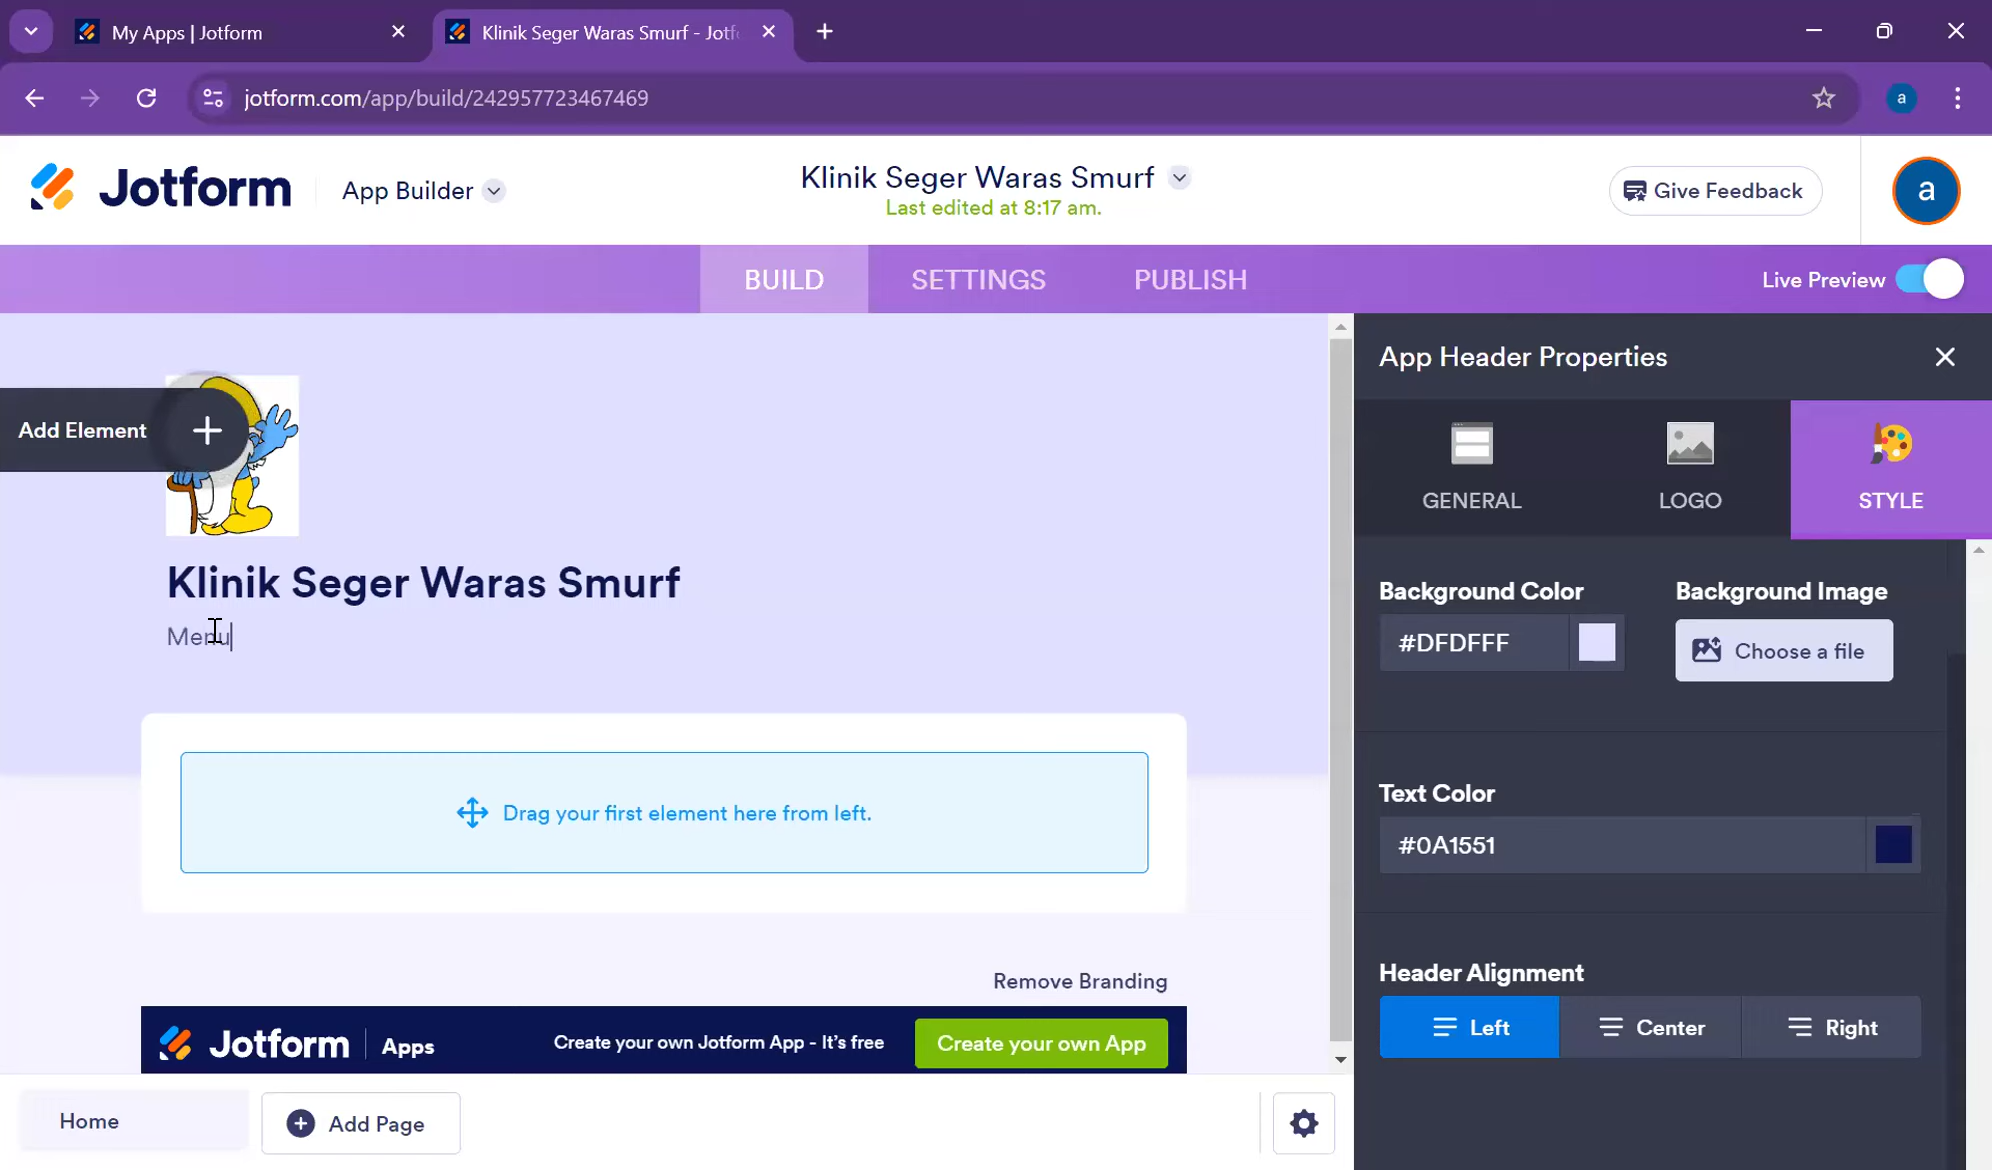 My Apps | Jotform
Klinik Seger Waras Smurf - Jotf
jotform.com/app/build/242957723467469
a
Jotform
App Builder
Klinik Seger Waras Smurf
Last edited at 8:17 am.
Give Feedback
a
BUILD
SETTINGS
PUBLISH
Live Preview
App Header Properties
Add Element
GENERAL
LOGO
STYLE
Klinik Seger Waras Smurf
Menu
Background Color
Background Image
#DFDFFF
Choose a file
Drag your first element here from left.
Text Color
#0A1551
Header Alignment
Left
Center
Right
Remove Branding
Jotform
Apps
Create your own Jotform App - It's free
Create your own App
Home
Add Page